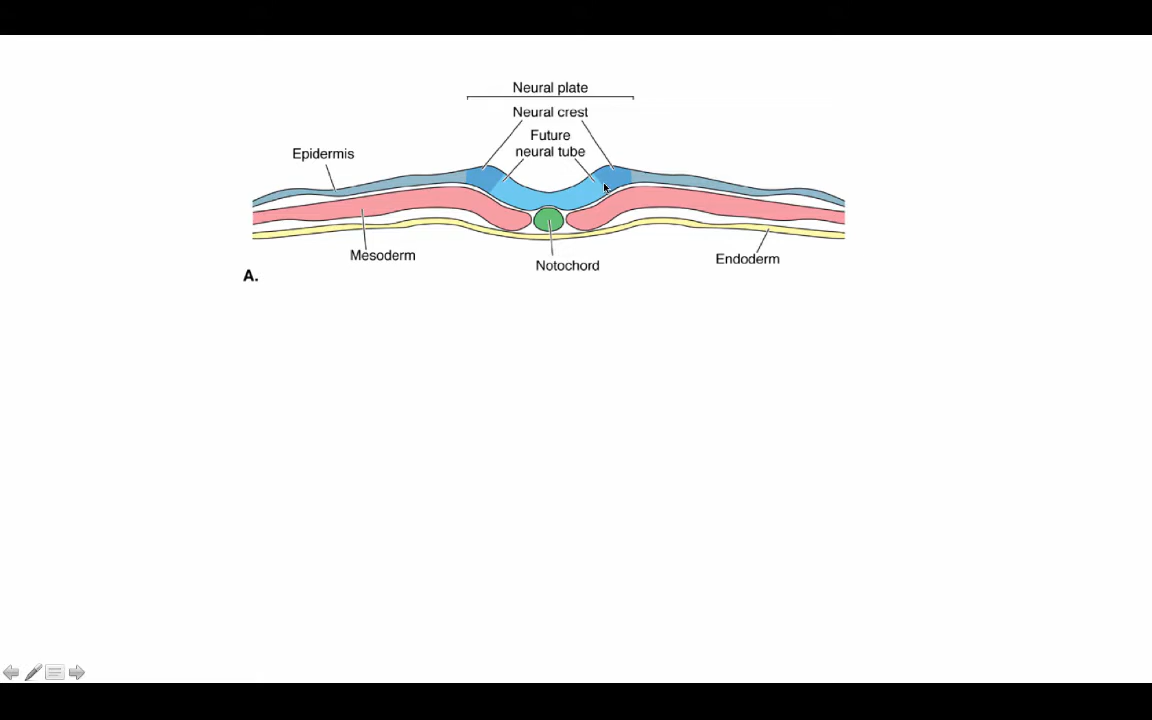 Neural plate
Neural crest
Future
neural tube
Epidermis
Mesoderm
Notochord
Endoderm
A.